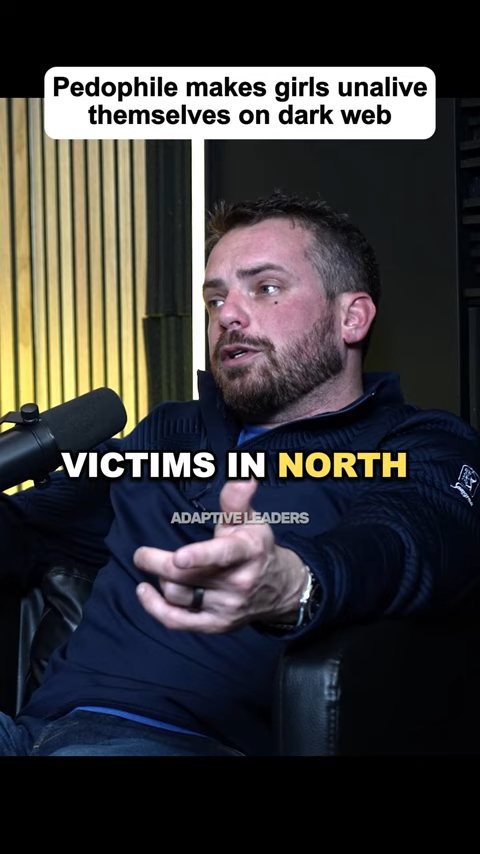 Pedophile makes girls unalive
themselves on dark web
VICTIMS IN NORTH
ADAPTIVE LEADERS